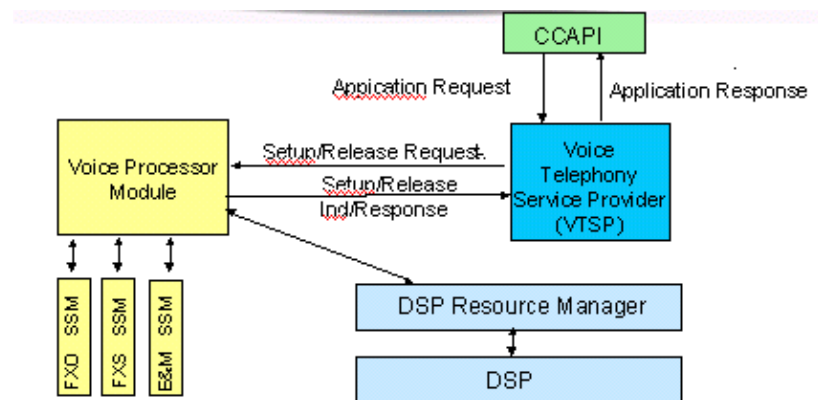 CCAPI
Appication Request
Application Response
Voice Processor
Module
Setup/Release Request
Setup/Release
Ind/Response
Voice
Telephony
Service Provider
(VTSP)
DSP Resource Manager
DSP
FXO SSM
FXS SSM
E&M SSM